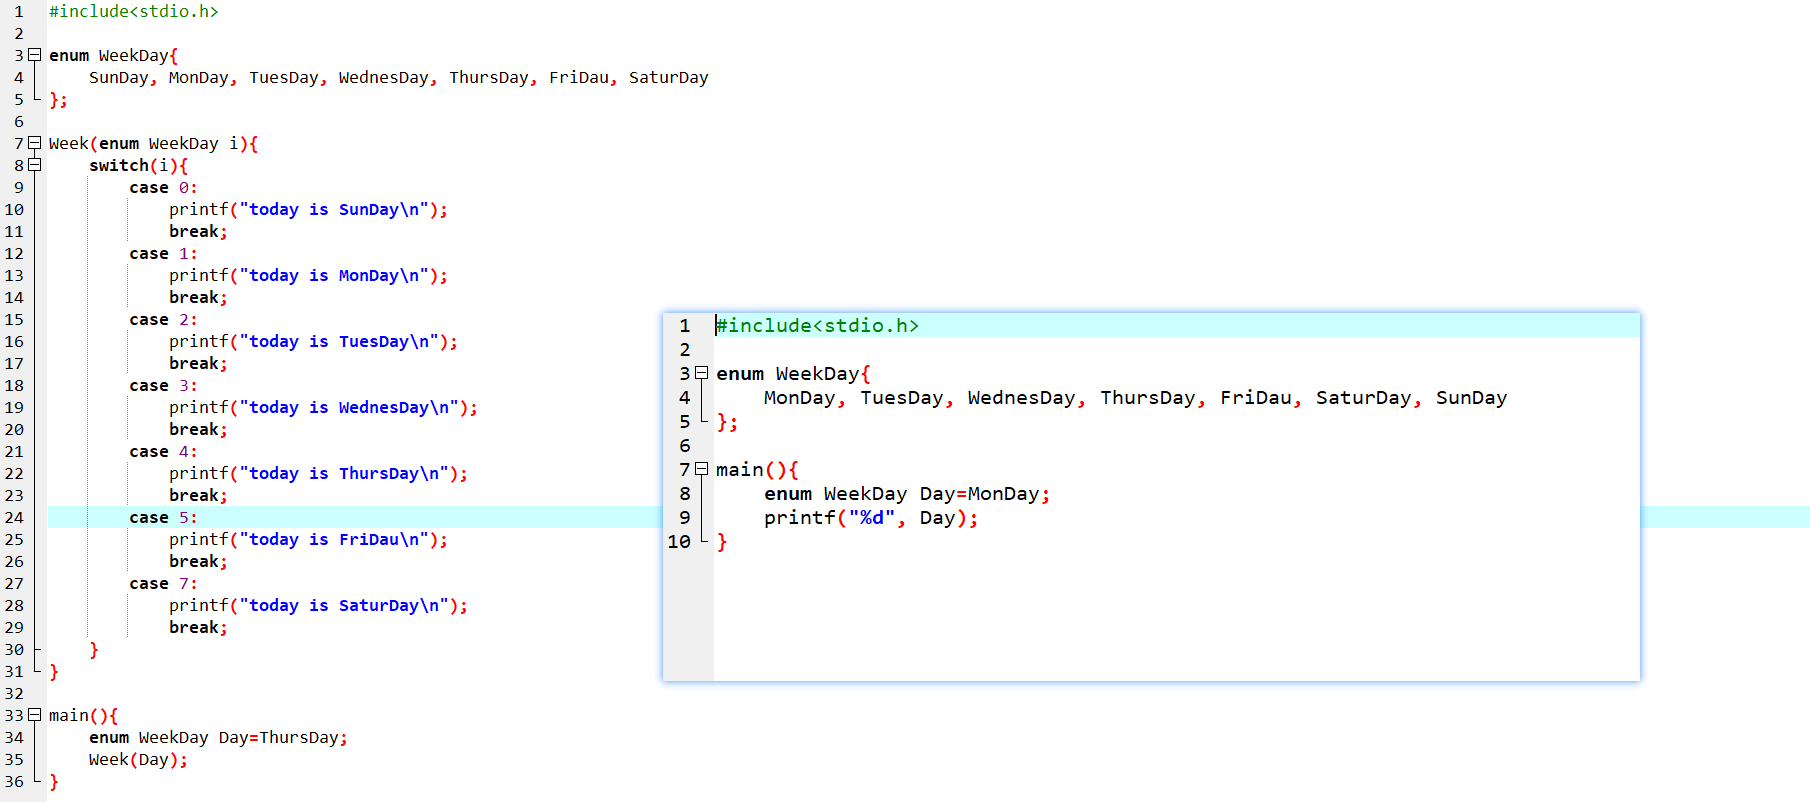 1 #include<stdio.h>
2
3 enum WeekDay{
4     SunDay, MonDay, TuesDay, WednesDay, ThursDay, FriDau, SaturDay
5 };
6
7 Week(enum WeekDay i){
8     switch(i){
9         case 0:
10             printf("today is SunDay\n");
11             break;
12         case 1:
13             printf("today is MonDay\n");
14             break;
15         case 2:
16             printf("today is TuesDay\n");
17             break;
18         case 3:
19             printf("today is WednesDay\n");
20             break;
21         case 4:
22             printf("today is ThursDay\n");
23             break;
24         case 5:
25             printf("today is FriDau\n");
26             break;
27         case 7:
28             printf("today is SaturDay\n");
29             break;
30     }
31 }
32
33 main(){
34     enum WeekDay Day=ThursDay;
35     Week(Day);
36 }
1 #include<stdio.h>
2
3 enum WeekDay{
4     MonDay, TuesDay, WednesDay, ThursDay, FriDau, SaturDay, SunDay
5 };
6
7 main(){
8     enum WeekDay Day=MonDay;
9     printf("%d", Day);
10 }